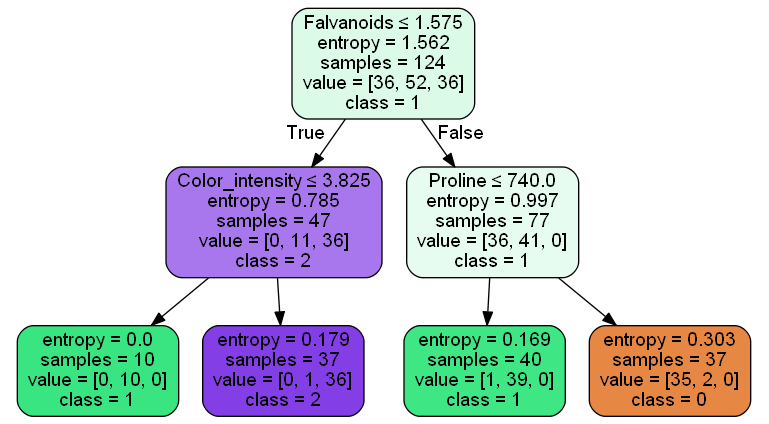 Falvanoids ≤ 1.575
entropy = 1.562
samples = 124
value = [36, 52, 36]
class = 1
True
False
Color_intensity ≤ 3.825
entropy = 0.785
samples = 47
value = [0, 11, 36]
class = 2
Proline ≤ 740.0
entropy = 0.997
samples = 77
value = [36, 41, 0]
class = 1
entropy = 0.0
samples = 10
value = [0, 10, 0]
class = 1
entropy = 0.179
samples = 37
value = [0, 1, 36]
class = 2
entropy = 0.169
samples = 40
value = [1, 39, 0]
class = 1
entropy = 0.303
samples = 37
value = [35, 2, 0]
class = 0